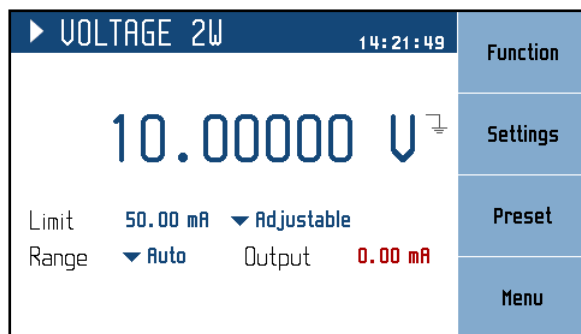 VOLTAGE 2W 14:21:49
10.00000 V
Limit 50.00 mA Adjustable
Range Auto Output 0.00 mA
Function
Settings
Preset
Menu